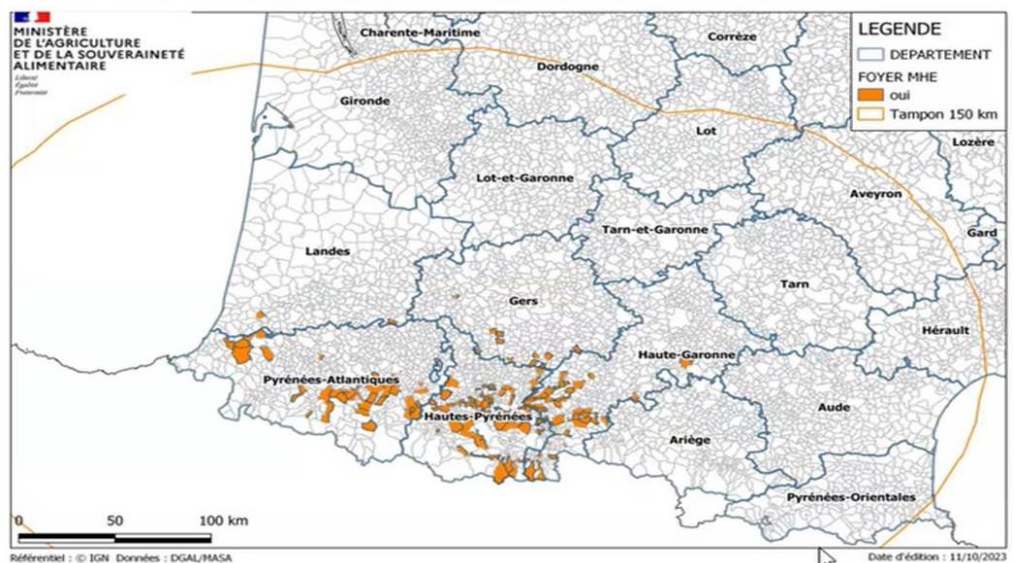 MINISTÈRE
DE L'AGRICULTURE
ET DE LA SOUVERAINETÉ
ALIMENTAIRE
Liberté
Égalité
Fraternité
LEGENDE
DEPARTEMENT
FOYER MHE
oui
Tampon 150 km
Charente-Maritime
Corrèze
Dordogne
Gironde
Lot
Lozère
Lot-et-Garonne
Aveyron
Tarn-et-Garonne
Gard
Landes
Tarn
Gers
Hérault
Haute-Garonne
Pyrénées-Atlantiques
Aude
Hautes-Pyrénées
Ariège
Pyrénées-Orientales
0 50 100 km
Référentiel : © IGN Données : DGAL/MASA
Date d'édition : 11/10/2023